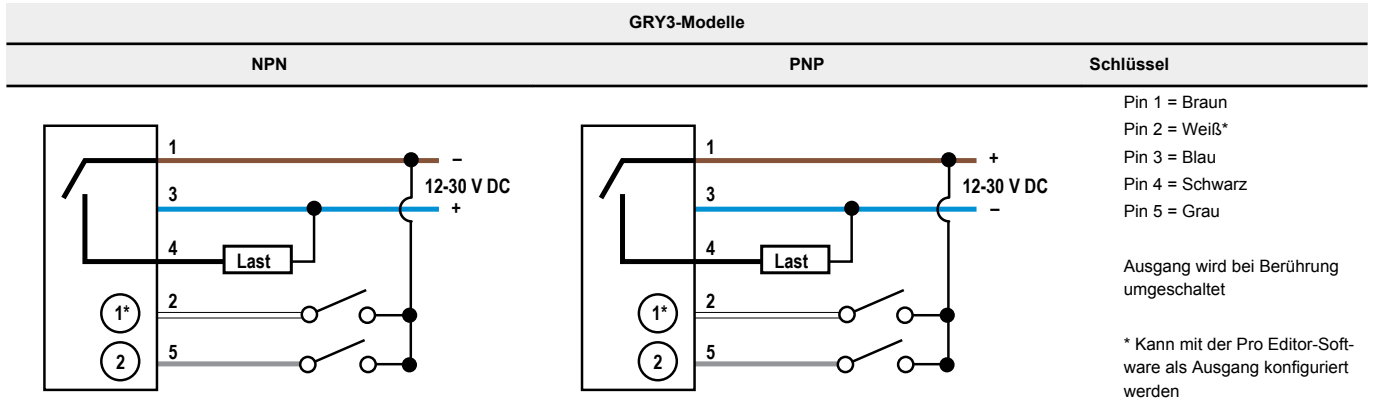 GRY3-Modelle
NPN
PNP
Schlüssel
1
–
12-30 V DC
3
+
4
Last
1*
2
2
5
1
+
12-30 V DC
3
–
4
Last
1*
2
2
5
Pin 1 = Braun
Pin 2 = Weiß*
Pin 3 = Blau
Pin 4 = Schwarz
Pin 5 = Grau
Ausgang wird bei Berührung
umgeschaltet
* Kann mit der Pro Editor-Soft-
ware als Ausgang konfiguriert
werden